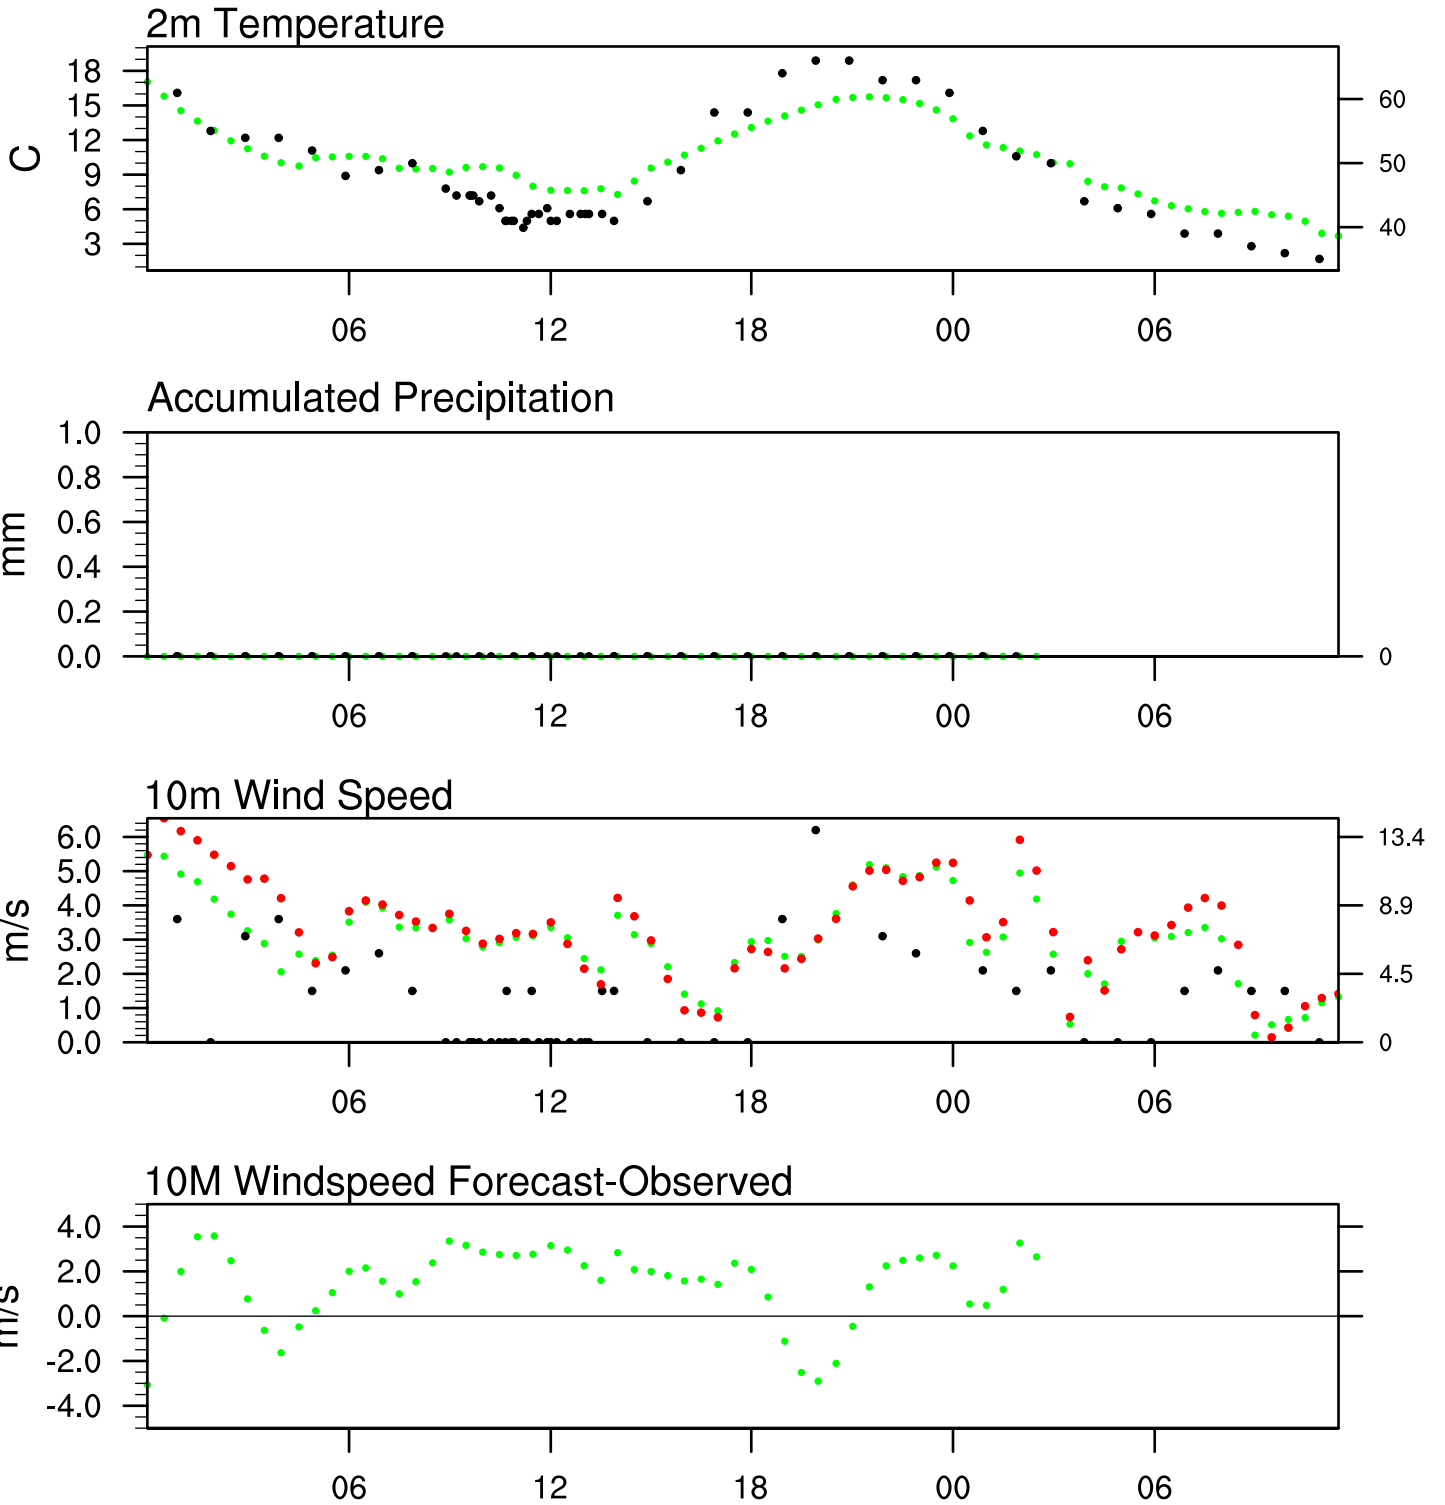 2m Temperature
18
15
12
9
6
3
C
60
50
40
06 12 18 00 06
Accumulated Precipitation
1.0
0.8
0.6
0.4
0.2
0.0
mm
0
06 12 18 00 06
10m Wind Speed
6.0
5.0
4.0
3.0
2.0
1.0
0.0
m/s
13.4
8.9
4.5
0
06 12 18 00 06
10M Windspeed Forecast-Observed
4.0
2.0
0.0
-2.0
-4.0
m/s
06 12 18 00 06